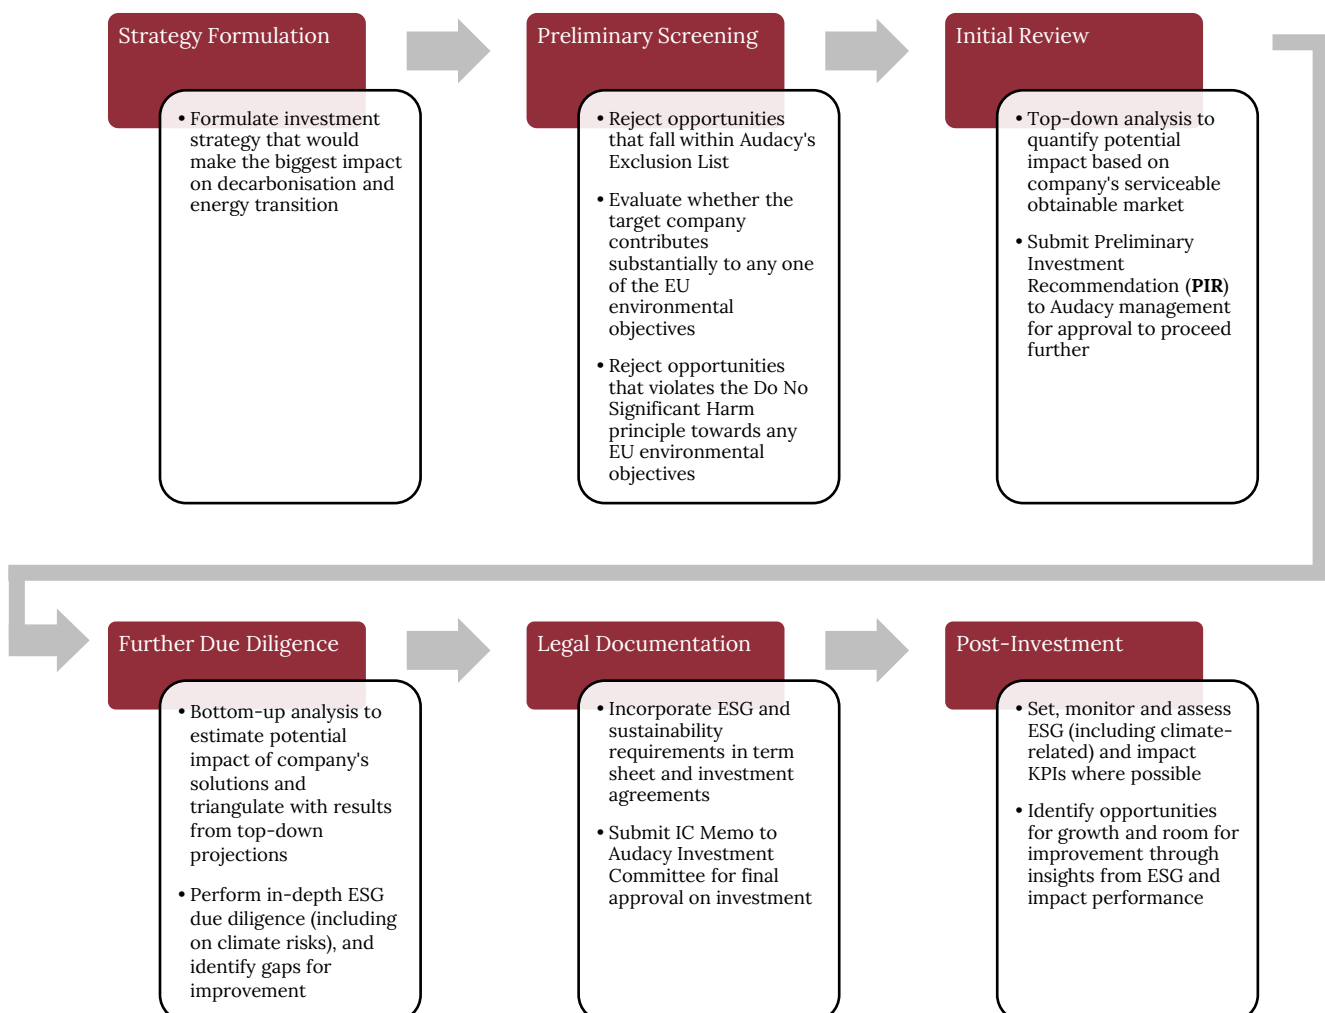 Strategy Formulation
• Formulate investment
strategy that would
make the biggest impact
on decarbonisation and
energy transition
Preliminary Screening
• Reject opportunities
that fall within Audacy's
Exclusion List
• Evaluate whether the
target company
contributes
substantially to any one
of the EU
environmental
objectives
• Reject opportunities
that violates the Do No
Significant Harm
principle towards any
EU environmental
objectives
Initial Review
• Top-down analysis to
quantify potential
impact based on
company's serviceable
obtainable market
• Submit Preliminary
Investment
Recommendation (PIR)
to Audacy management
for approval to proceed
further
Further Due Diligence
• Bottom-up analysis to
estimate potential
impact of company's
solutions and
triangulate with results
from top-down
projections
• Perform in-depth ESG
due diligence (including
on climate risks), and
identify gaps for
improvement
Legal Documentation
• Incorporate ESG and
sustainability
requirements in term
sheet and investment
agreements
• Submit IC Memo to
Audacy Investment
Committee for final
approval on investment
Post-Investment
• Set, monitor and assess
ESG (including climate-
related) and impact
KPIs where possible
• Identify opportunities
for growth and room for
improvement through
insights from ESG and
impact performance